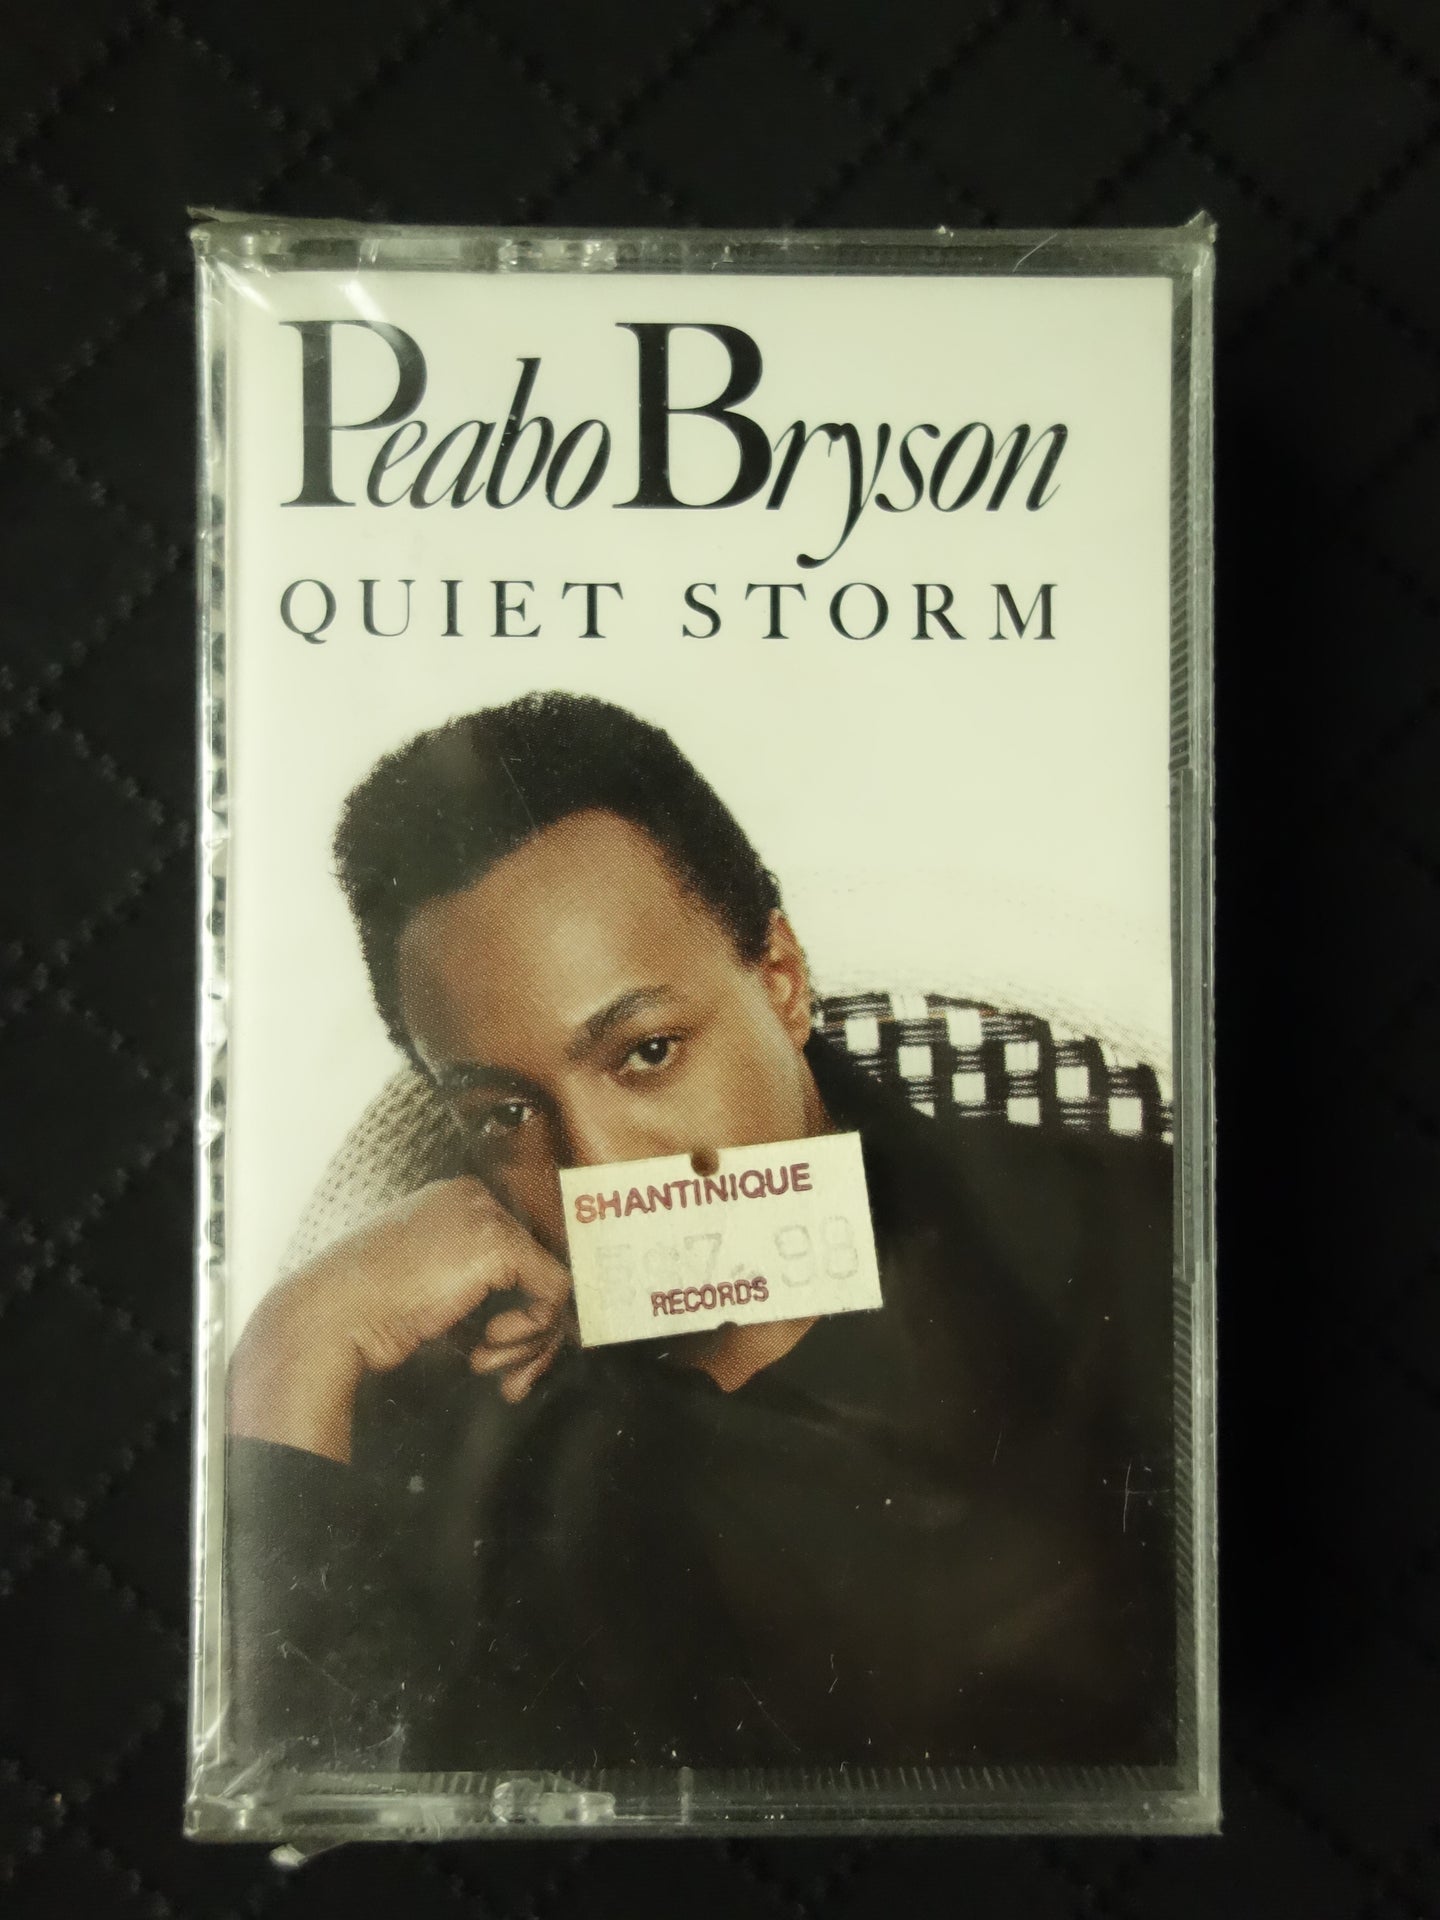 Peabo Bryson
QUIET STORM
SHANTINIQUE
RECORDS